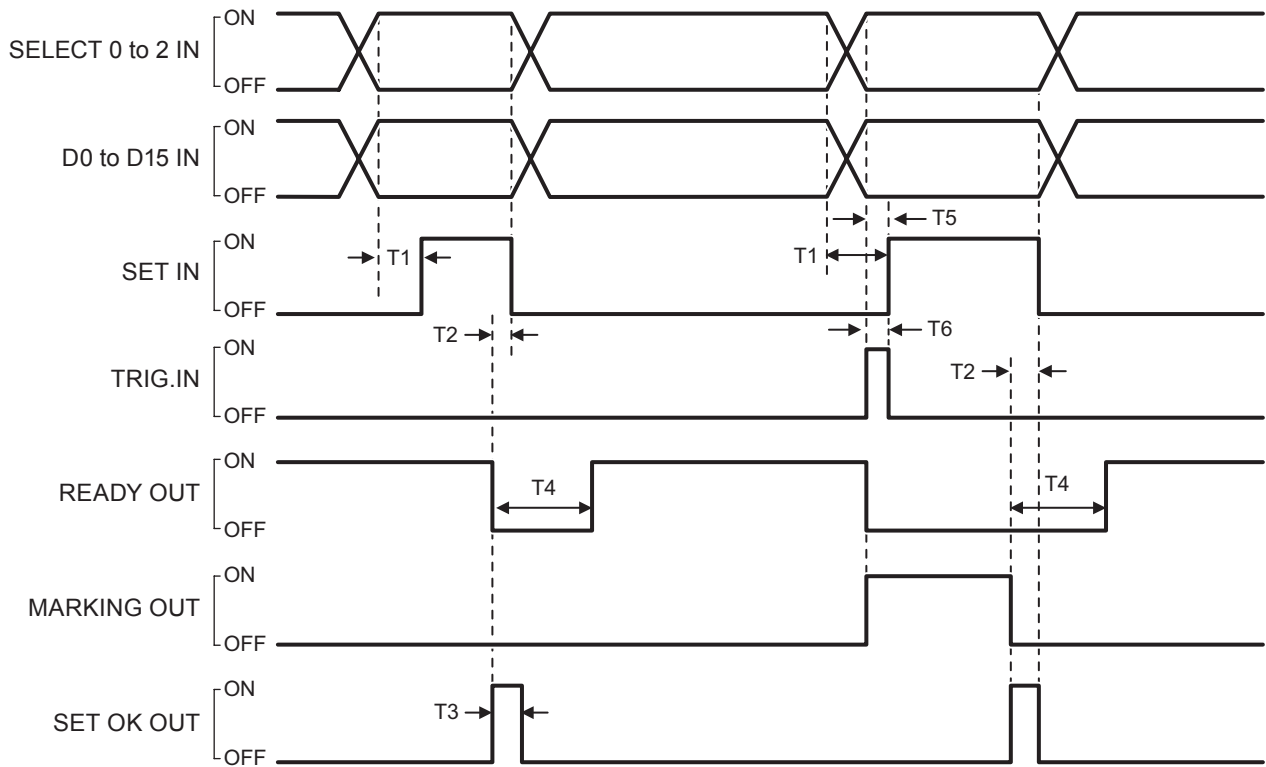 SELECT 0 to 2 IN
ON
OFF
D0 to D15 IN
ON
OFF
T5
SET IN
ON
OFF
T1
T1
T2
T6
TRIG.IN
ON
OFF
T2
READY OUT
ON
OFF
T4
T4
MARKING OUT
ON
OFF
SET OK OUT
ON
OFF
T3